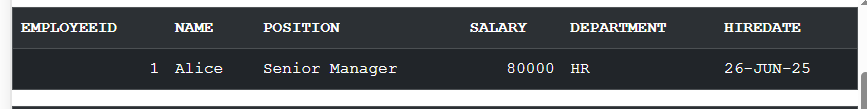 EMPLOYEEID NAME POSITION SALARY DEPARTMENT HIREDATE
1 Alice Senior Manager 80000 HR 26-JUN-25